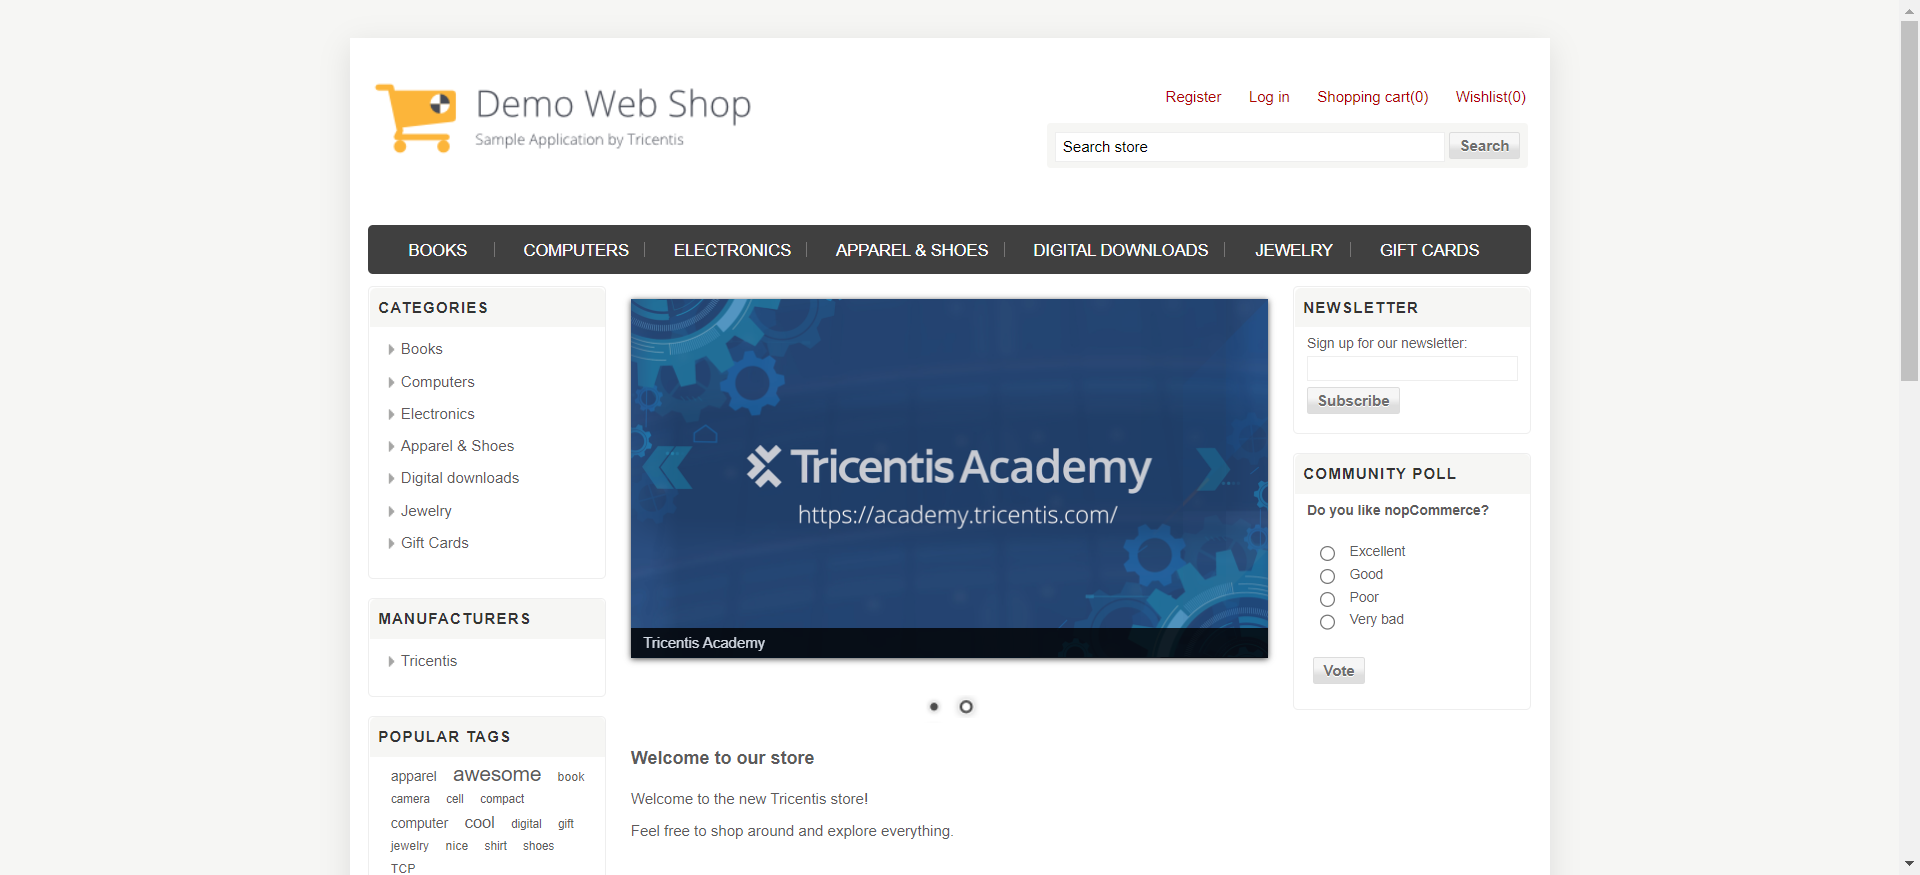 Demo Web Shop
Sample Application by Tricentis
Register Log in Shopping cart(0) Wishlist(0)
Search store Search
BOOKS COMPUTERS ELECTRONICS APPAREL & SHOES DIGITAL DOWNLOADS JEWELRY GIFT CARDS
CATEGORIES
Books
Computers
Electronics
Apparel & Shoes
Digital downloads
Jewelry
Gift Cards
MANUFACTURERS
Tricentis
POPULAR TAGS
apparel awesome book
camera cell compact
computer cool digital gift
jewelry nice shirt shoes
TCP
Tricentis Academy
https://academy.tricentis.com/
Tricentis Academy
Welcome to our store
Welcome to the new Tricentis store!
Feel free to shop around and explore everything.
NEWSLETTER
Sign up for our newsletter:
Subscribe
COMMUNITY POLL
Do you like nopCommerce?
Excellent
Good
Poor
Very bad
Vote